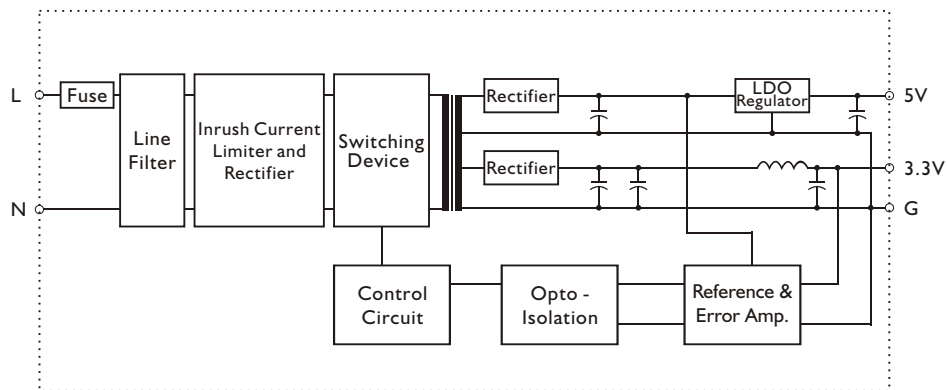 L
Fuse
Line
Filter
Inrush Current
Limiter and
Rectifier
Switching
Device
Rectifier
LDO
Regulator
5V
Rectifier
3.3V
N
G
Control
Circuit
Opto -
Isolation
Reference &
Error Amp.